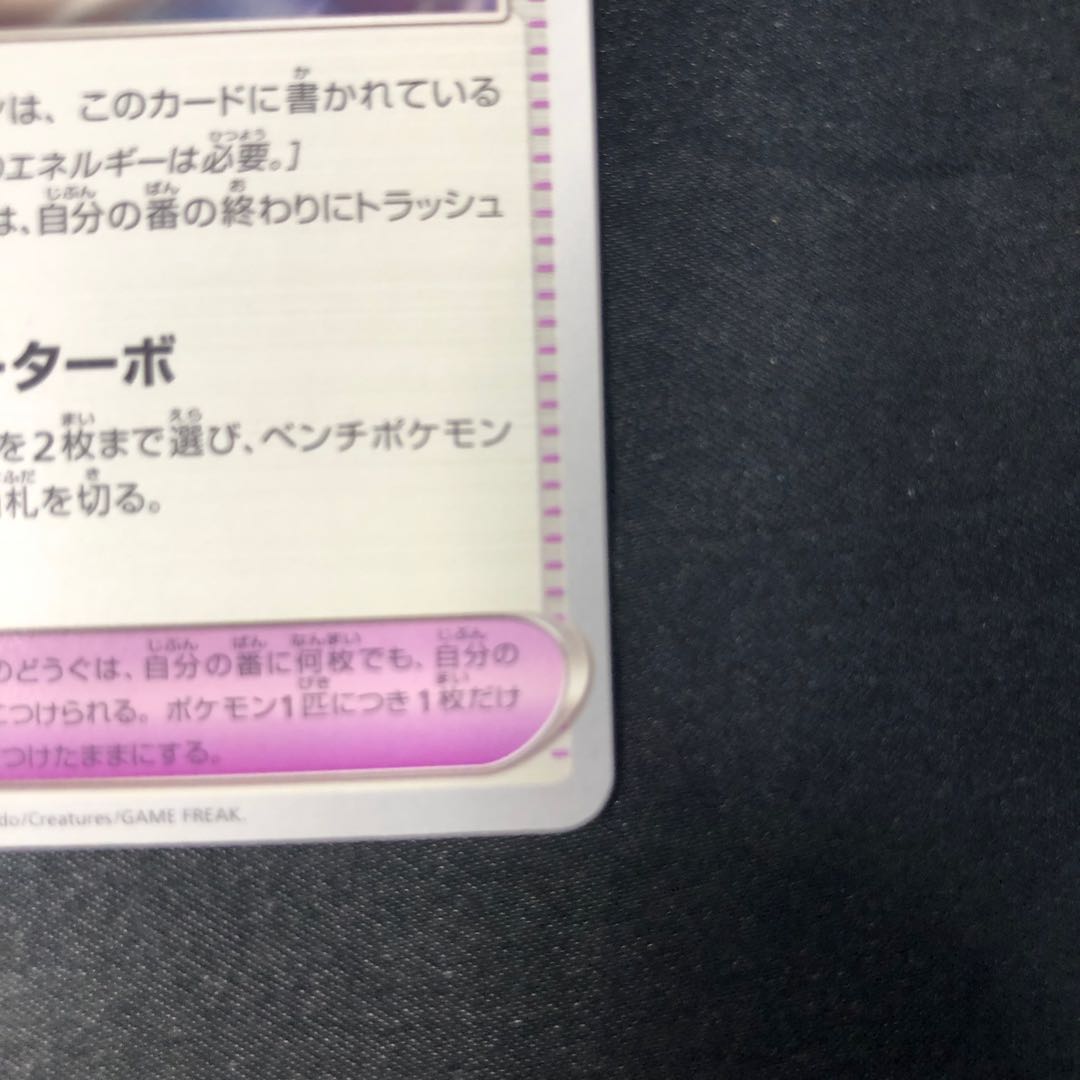 は、このカードに書かれている
のエネルギーは必要。]
は、自分の番の終わりにトラッシュ
ターボ
を2枚まで選び、ベンチポケモン
札を切る。
のどうぐは、自分の番に何枚でも、自分の
につけられる。ポケモン1匹につき1枚だけ
つけたままにする。
do/Creatures/GAME FREAK.